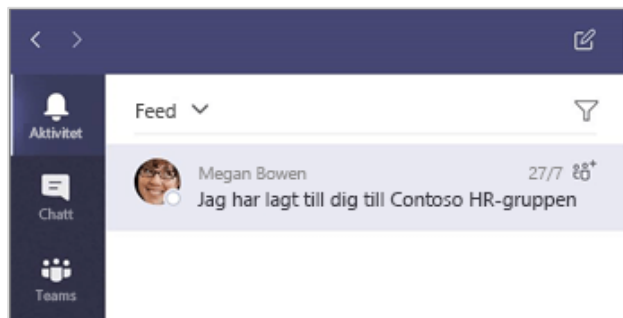 Aktivitet
Chatt
Teams
Feed
Megan Bowen 27/7
Jag har lagt till dig till Contoso HR-gruppen